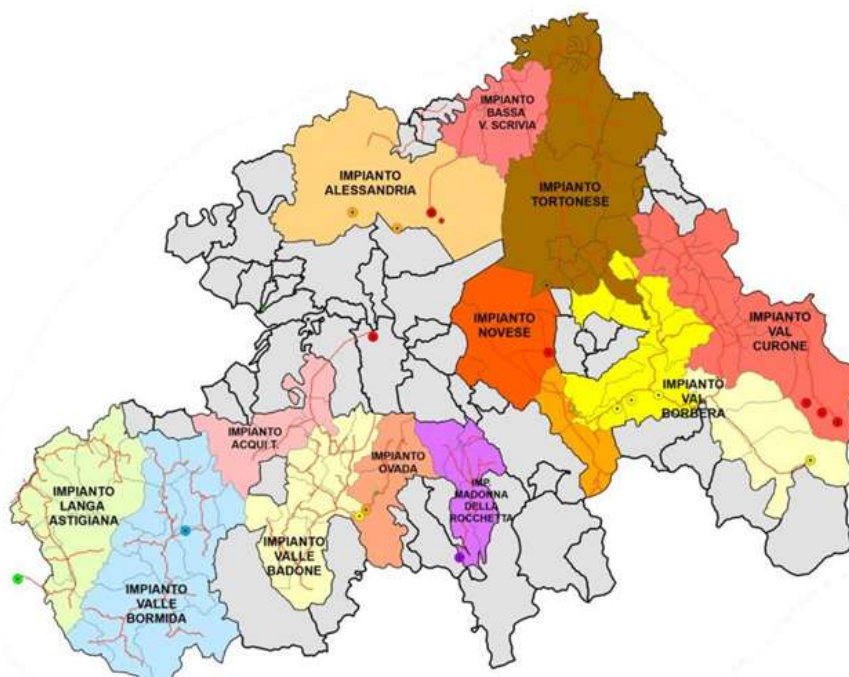 IMPIANTO
BASSA
V. SCRIVIA
IMPIANTO
ALESSANDRIA
IMPIANTO
TORTONESE
IMPIANTO
NOVESE
IMPIANTO
VAL
CURONE
IMPIANTO
VAL
BORBERA
IMPIANTO
ACQUI T.
IMPIANTO
OVADA
IMP.
MADONNA
DELLA
ROCCHETTA
IMPIANTO
LANGA
ASTIGIANA
IMPIANTO
VALLE
BADONE
IMPIANTO
VALLE
BORMIDA